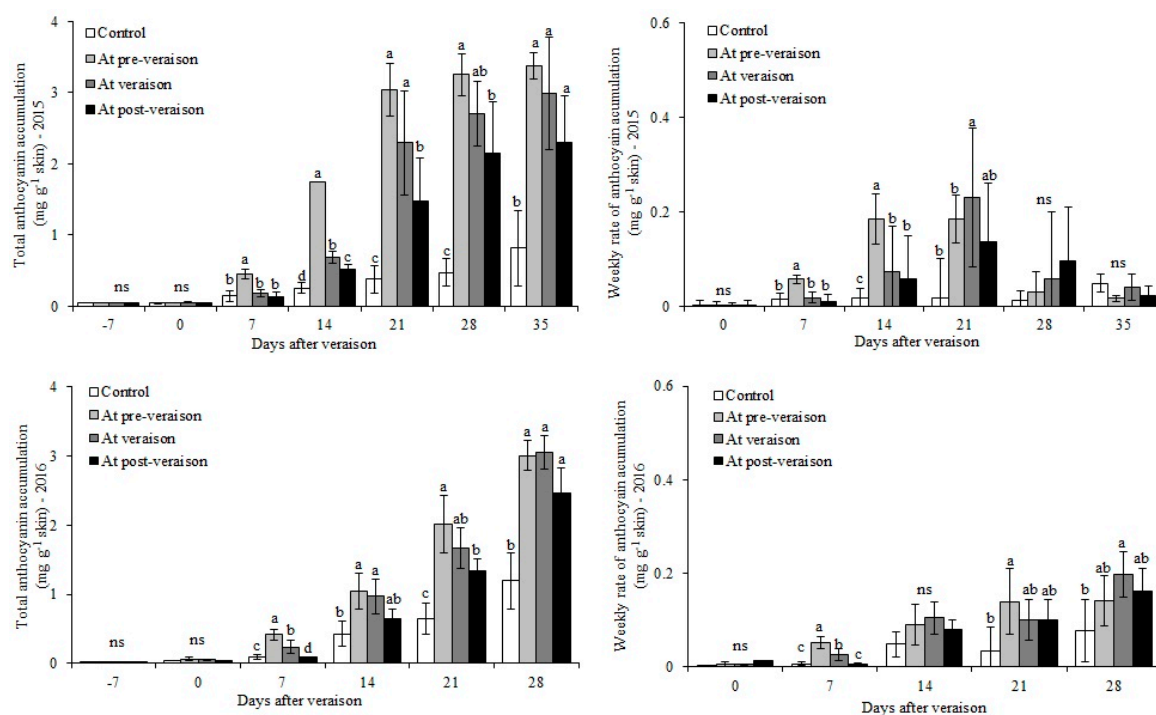 Total anthocyanin accumulation
(mg g-1 skin) - 2015
4
3
2
1
0
Control
At pre-veraison
At veraison
At post-veraison
ns ns b a b b d a b c b a a b c a ab b b a a a
-7 0 7 14 21 28 35
Days after veraison
Weekly rate of anthocyain accumulation
(mg g-1 skin) - 2015
0.6
0.4
0.2
0
Control
At pre-veraison
At veraison
At post-veraison
ns b a b b c a b b b b a ab ns ns
0 7 14 21 28 35
Days after veraison
Total anthocyanin accumulation
(mg g-1 skin) - 2016
4
3
2
1
0
Control
At pre-veraison
At veraison
At post-veraison
ns ns c a b d b a a ab c a ab b b a a a
-7 0 7 14 21 28
Days after veraison
Weekly rate of anthocyain accumulation
(mg g-1 skin) - 2016
0.6
0.4
0.2
0
Control
At pre-veraison
At veraison
At post-veraison
ns c a b c ns b a ab ab b ab a ab
0 7 14 21 28
Days after veraison